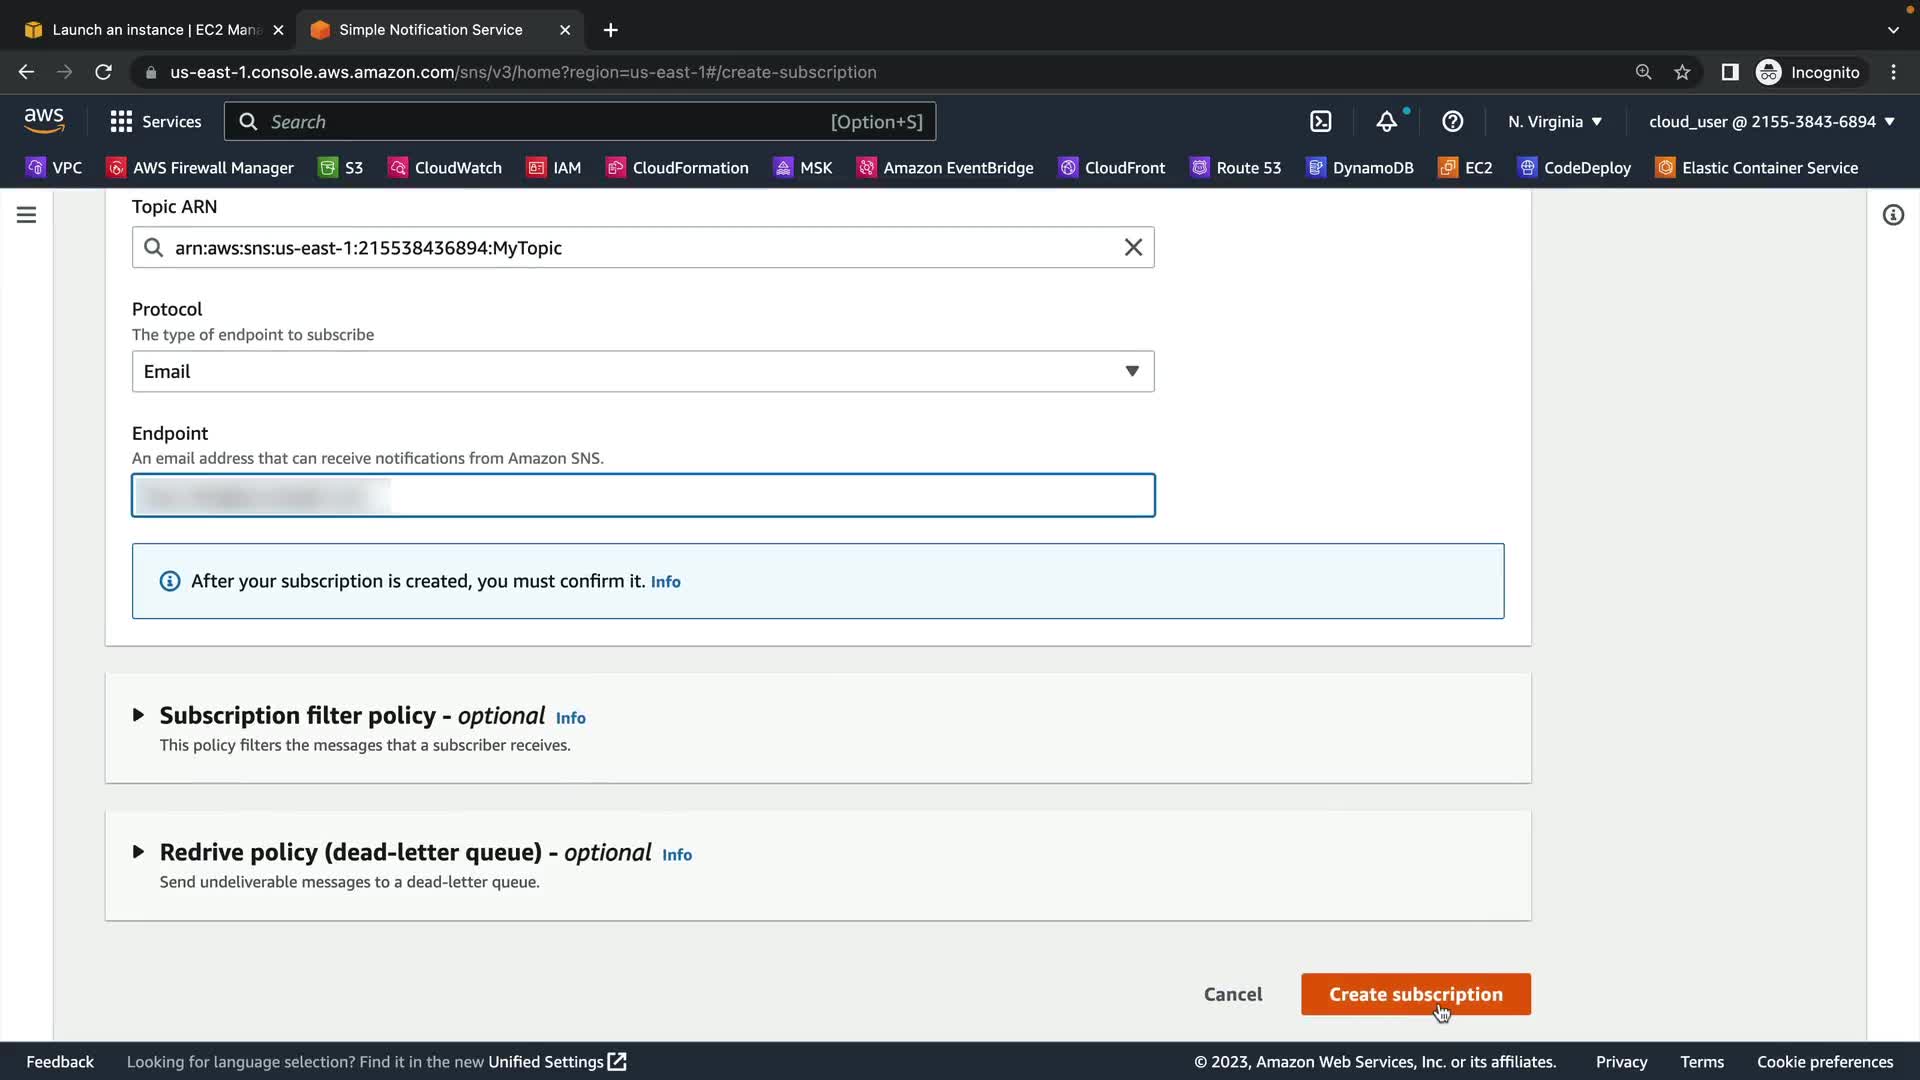 Launch an instance | EC2 Mana
Simple Notification Service
us-east-1.console.aws.amazon.com/sns/v3/home?region=us-east-1#/create-subscription
Incognito
aws
Services
Search
[Option+S]
N. Virginia
cloud_user @ 2155-3843-6894
VPC
AWS Firewall Manager
S3
CloudWatch
IAM
CloudFormation
MSK
Amazon EventBridge
CloudFront
Route 53
DynamoDB
EC2
CodeDeploy
Elastic Container Service
Topic ARN
arn:aws:sns:us-east-1:215538436894:MyTopic
Protocol
The type of endpoint to subscribe
Email
Endpoint
An email address that can receive notifications from Amazon SNS.
After your subscription is created, you must confirm it. Info
Subscription filter policy - optional Info
This policy filters the messages that a subscriber receives.
Redrive policy (dead-letter queue) - optional Info
Send undeliverable messages to a dead-letter queue.
Cancel
Create subscription
Feedback
Looking for language selection? Find it in the new Unified Settings
© 2023, Amazon Web Services, Inc. or its affiliates.
Privacy
Terms
Cookie preferences